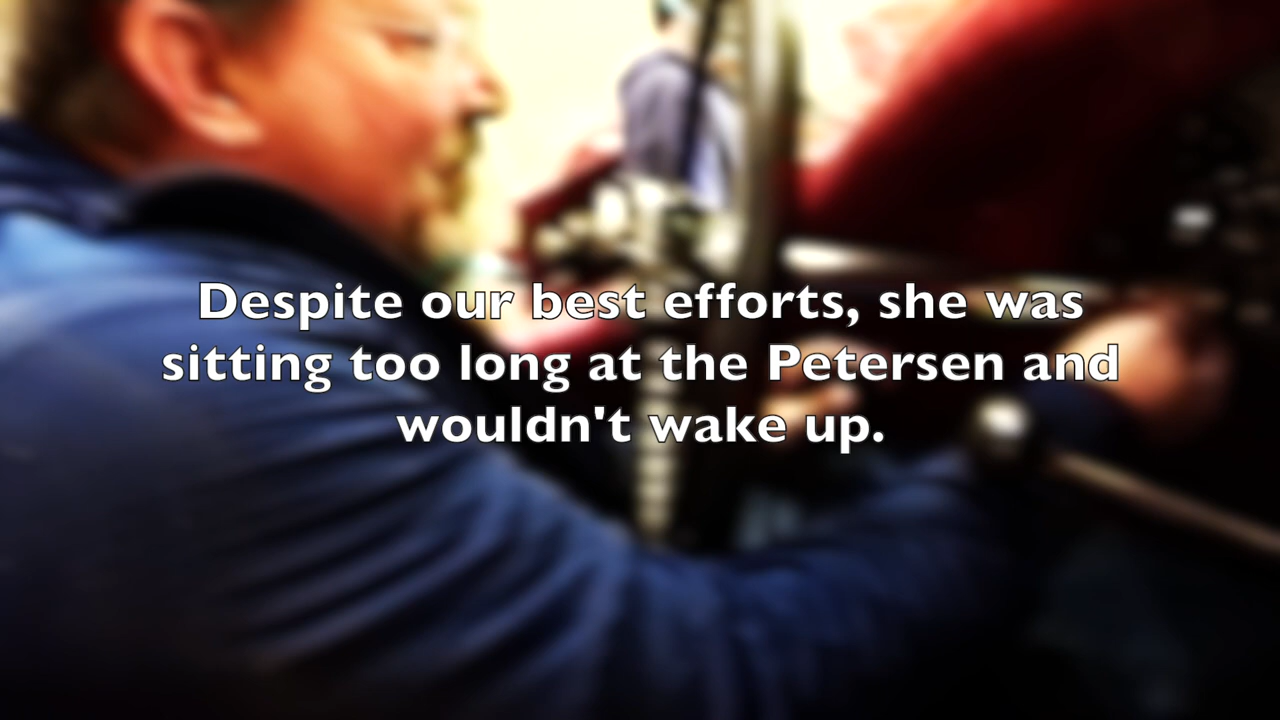 Despite our best efforts, she was
sitting too long at the Petersen and
wouldn't wake up.